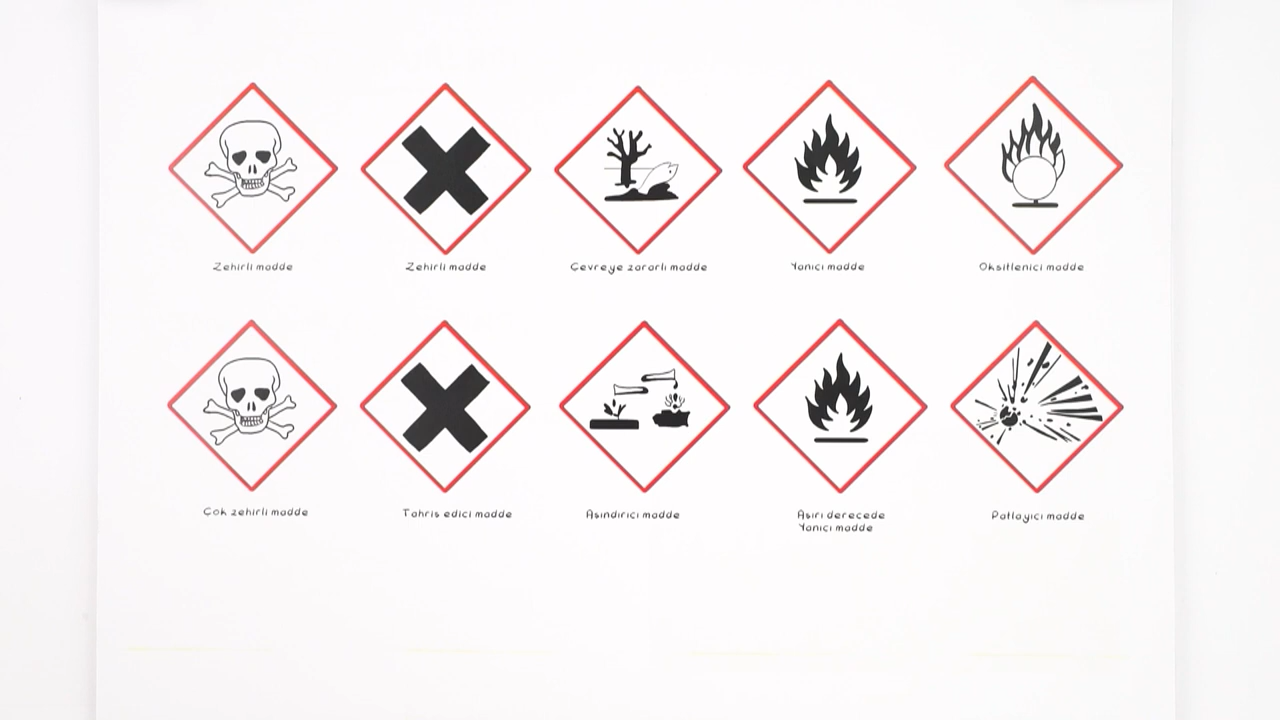 Zehirli madde
Zehirli madde
Çevreye zararlı madde
Yanıcı madde
Oksitlenici madde
Çok zehirli madde
Tahriş edici madde
Aşındırıcı madde
Aşırı derecede
Yanıcı madde
Patlayıcı madde